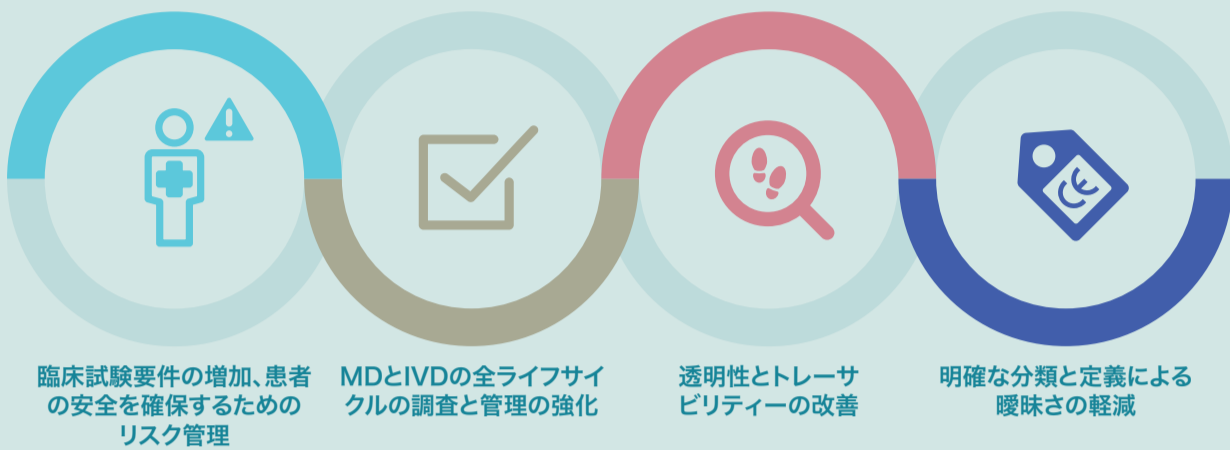 CE
臨床試験要件の増加、患者
の安全を確保するための
リスク管理
MDとIVDの全ライフサイ
クルの調査と管理の強化
透明性とトレーサ
ビリティーの改善
明確な分類と定義による
曖昧さの軽減